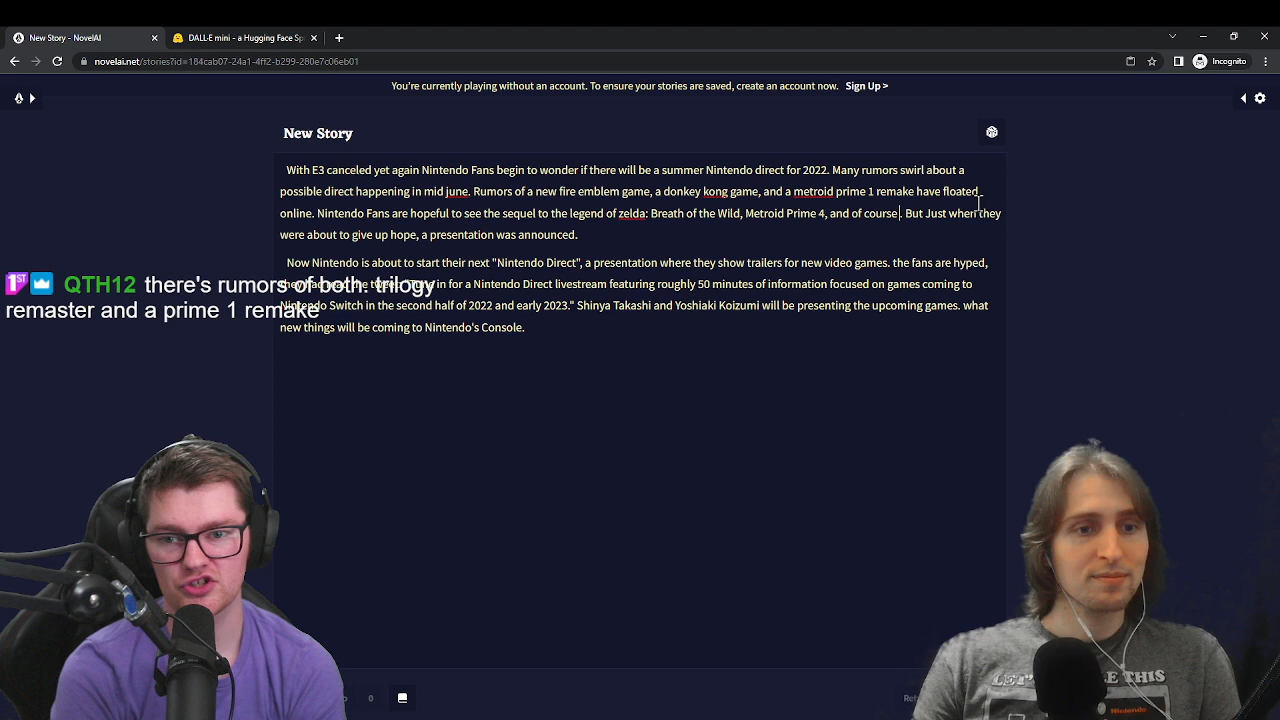 New Story - NovelAI
DALL·E mini - a Hugging Face Sp
novelai.net/stories?id=184cab07-24a1-4ff2-b299-280e7c06eb01
Incognito
You're currently playing without an account. To ensure your stories are saved, create an account now. Sign Up >
New Story
With E3 canceled yet again Nintendo Fans begin to wonder if there will be a summer Nintendo direct for 2022. Many rumors swirl about a
possible direct happening in mid june. Rumors of a new fire emblem game, a donkey kong game, and a metroid prime 1 remake have floated
online. Nintendo Fans are hopeful to see the sequel to the legend of zelda: Breath of the Wild, Metroid Prime 4, and of course. But Just when they
were about to give up hope, a presentation was announced.
Now Nintendo is about to start their next "Nintendo Direct", a presentation where they show trailers for new video games. the fans are hyped,
in for a Nintendo Direct livestream featuring roughly 50 minutes of information focused on games coming to
Nintendo Switch in the second half of 2022 and early 2023." Shinya Takashi and Yoshiaki Koizumi will be presenting the upcoming games. what
new things will be coming to Nintendo's Console.
1ST QTH12 there's rumors of both. trilogy
remaster and a prime 1 remake
0
Ret
THIS
Nintendo